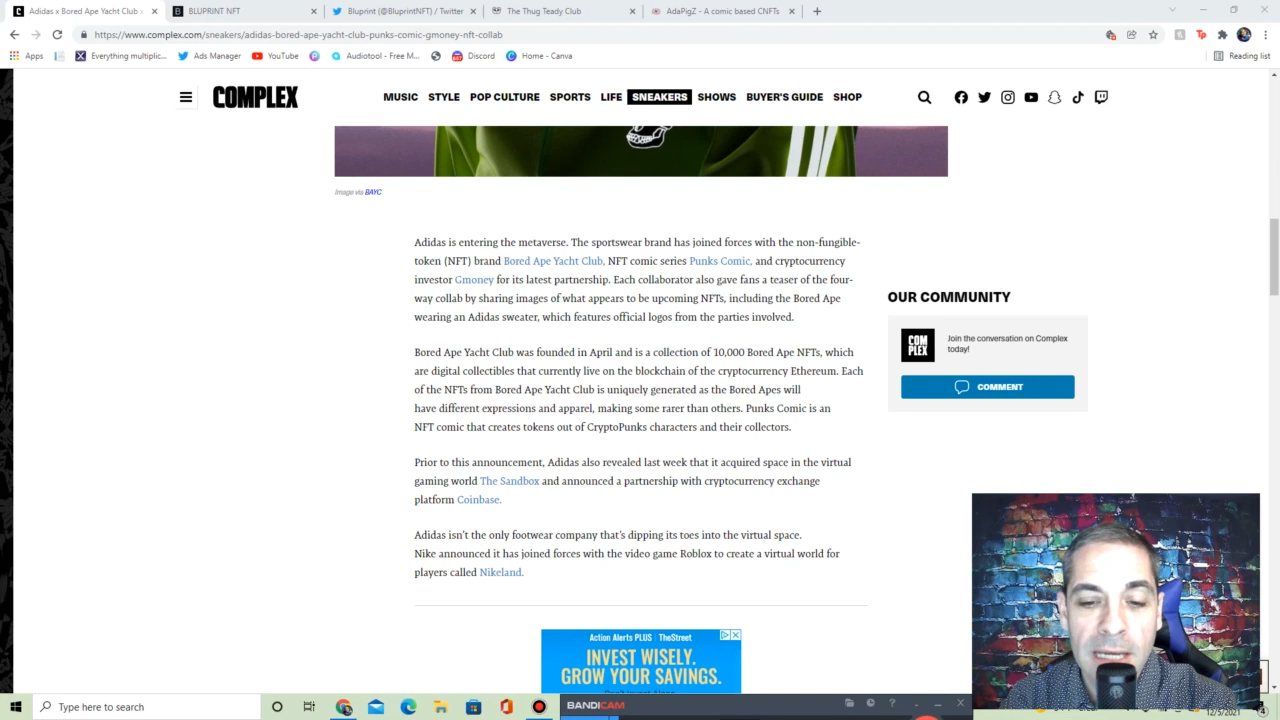 Adidas x Bored Ape Yacht Club x
BLUPRINT NFT
Bluprint (@BluprintNFT) / Twitter
The Thug Teady Club
AdaPigZ - A comic based CNFTs
https://www.complex.com/sneakers/adidas-bored-ape-yacht-club-punks-comic-gmoney-nft-collab
Apps
Everything multiplic...
Ads Manager
YouTube
Audiotool - Free M...
Discord
Home - Canva
Reading list
COMPLEX
MUSIC STYLE POP CULTURE SPORTS LIFE SNEAKERS SHOWS BUYER'S GUIDE SHOP
Image via BAYC
Adidas is entering the metaverse. The sportswear brand has joined forces with the non-fungible-
token (NFT) brand Bored Ape Yacht Club, NFT comic series Punks Comic, and cryptocurrency
investor Gmoney for its latest partnership. Each collaborator also gave fans a teaser of the four-
way collab by sharing images of what appears to be upcoming NFTs, including the Bored Ape
wearing an Adidas sweater, which features official logos from the parties involved.
Bored Ape Yacht Club was founded in April and is a collection of 10,000 Bored Ape NFTs, which
are digital collectibles that currently live on the blockchain of the cryptocurrency Ethereum. Each
of the NFTs from Bored Ape Yacht Club is uniquely generated as the Bored Apes will
have different expressions and apparel, making some rarer than others. Punks Comic is an
NFT comic that creates tokens out of CryptoPunks characters and their collectors.
Prior to this announcement, Adidas also revealed last week that it acquired space in the virtual
gaming world The Sandbox and announced a partnership with cryptocurrency exchange
platform Coinbase.
Adidas isn't the only footwear company that's dipping its toes into the virtual space.
Nike announced it has joined forces with the video game Roblox to create a virtual world for
players called Nikeland.
OUR COMMUNITY
COM
PLEX
Join the conversation on Complex
today!
COMMENT
Action Alerts PLUS | TheStreet
INVEST WISELY.
GROW YOUR SAVINGS.
Type here to search
BANDICAM
12/5/2021